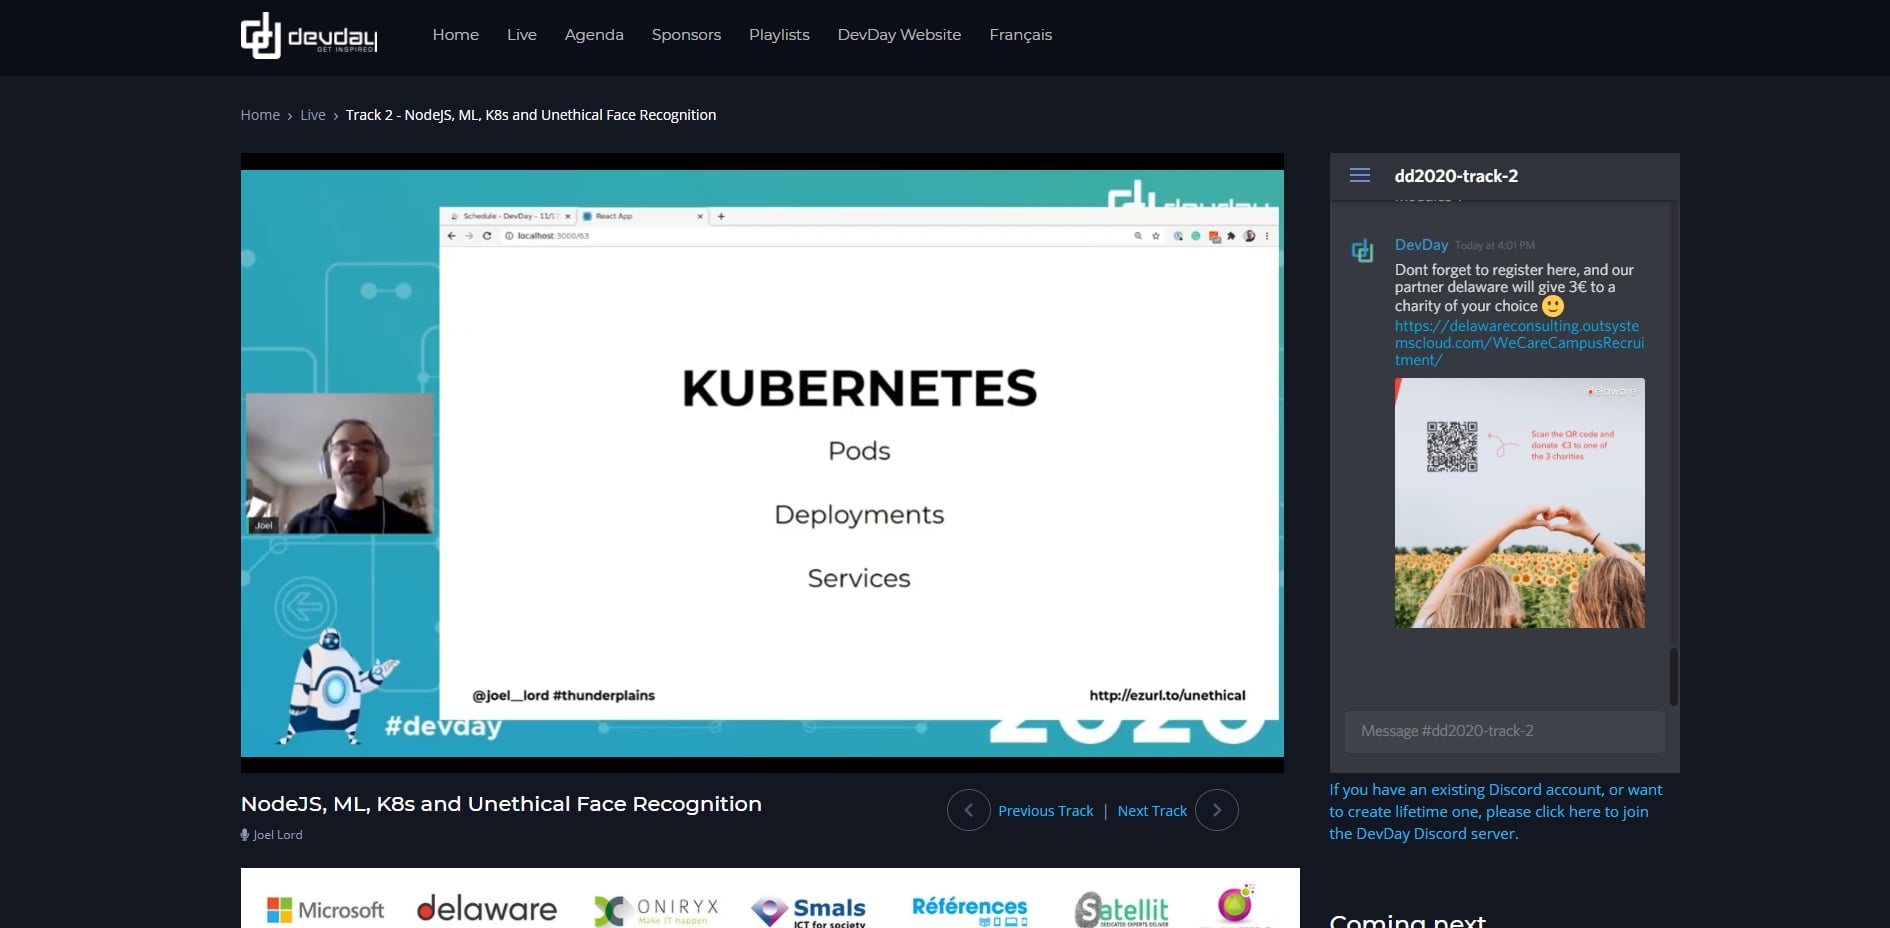 devday
GET INSPIRED
Home
Live
Agenda
Sponsors
Playlists
DevDay Website
Français
Home › Live › Track 2 - NodeJS, ML, K8s and Unethical Face Recognition
devday
Schedule - DevDay - 11/17
React App
localhost:3000/63
KUBERNETES
Pods
Deployments
Services
@joel__lord #thunderplains
http://ezurl.to/unethical
Joel
#devday
2020
dd2020-track-2
DevDay Today at 4:01 PM
Dont forget to register here, and our
partner delaware will give 3€ to a
charity of your choice 🙂
https://delawareconsulting.outsyste
mscloud.com/WeCareCampusRecrui
tment/
delaware
Scan the QR code and
donate €3 to one of
the 3 charities
Message #dd2020-track-2
If you have an existing Discord account, or want
to create lifetime one, please click here to join
the DevDay Discord server.
NodeJS, ML, K8s and Unethical Face Recognition
Joel Lord
Previous Track | Next Track
Microsoft
delaware
ONIRYX
Make IT happen
Smals
ICT for society
Références
Satellit
DEDICATED EXPERTS DELIVER
Coming next